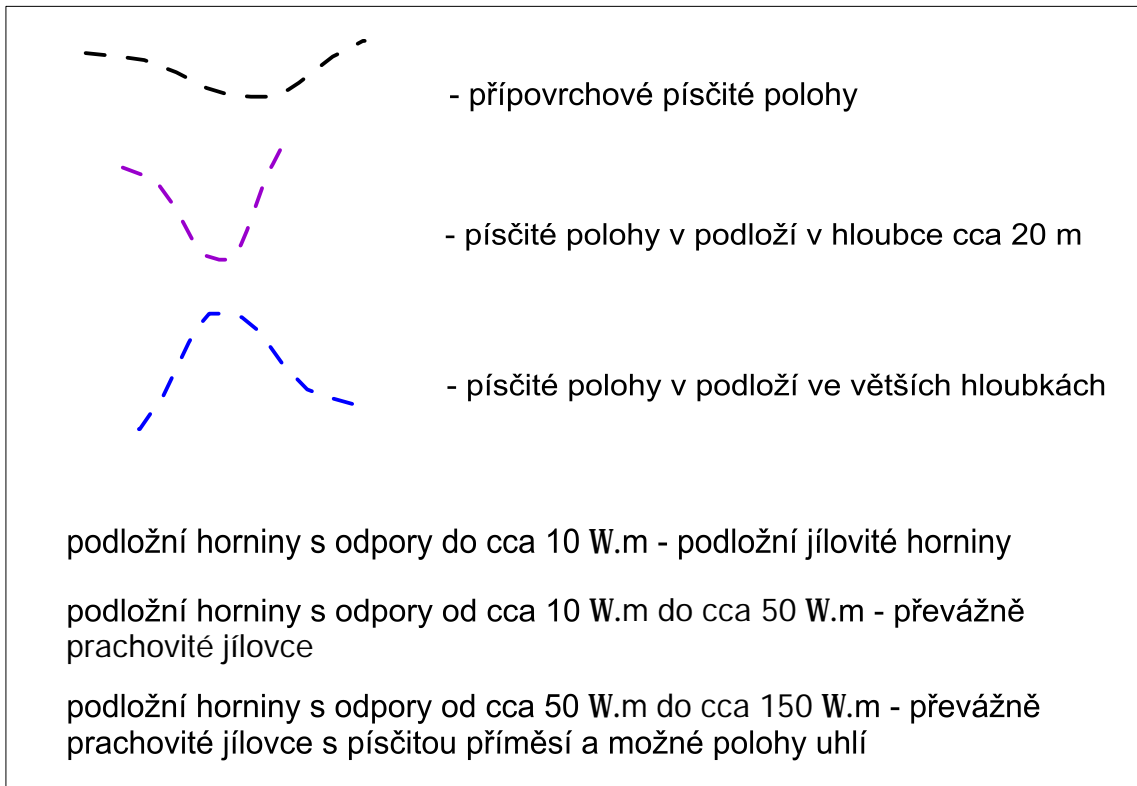 - přípovrchové písčité polohy
- písčité polohy v podloží v hloubce cca 20 m
- písčité polohy v podloží ve větších hloubkách
podložní horniny s odpory do cca 10 W.m - podložní jílovité horniny
podložní horniny s odpory od cca 10 W.m do cca 50 W.m - převážně
prachovité jílovce
podložní horniny s odpory od cca 50 W.m do cca 150 W.m - převážně
prachovité jílovce s písčitou příměsí a možné polohy uhlí